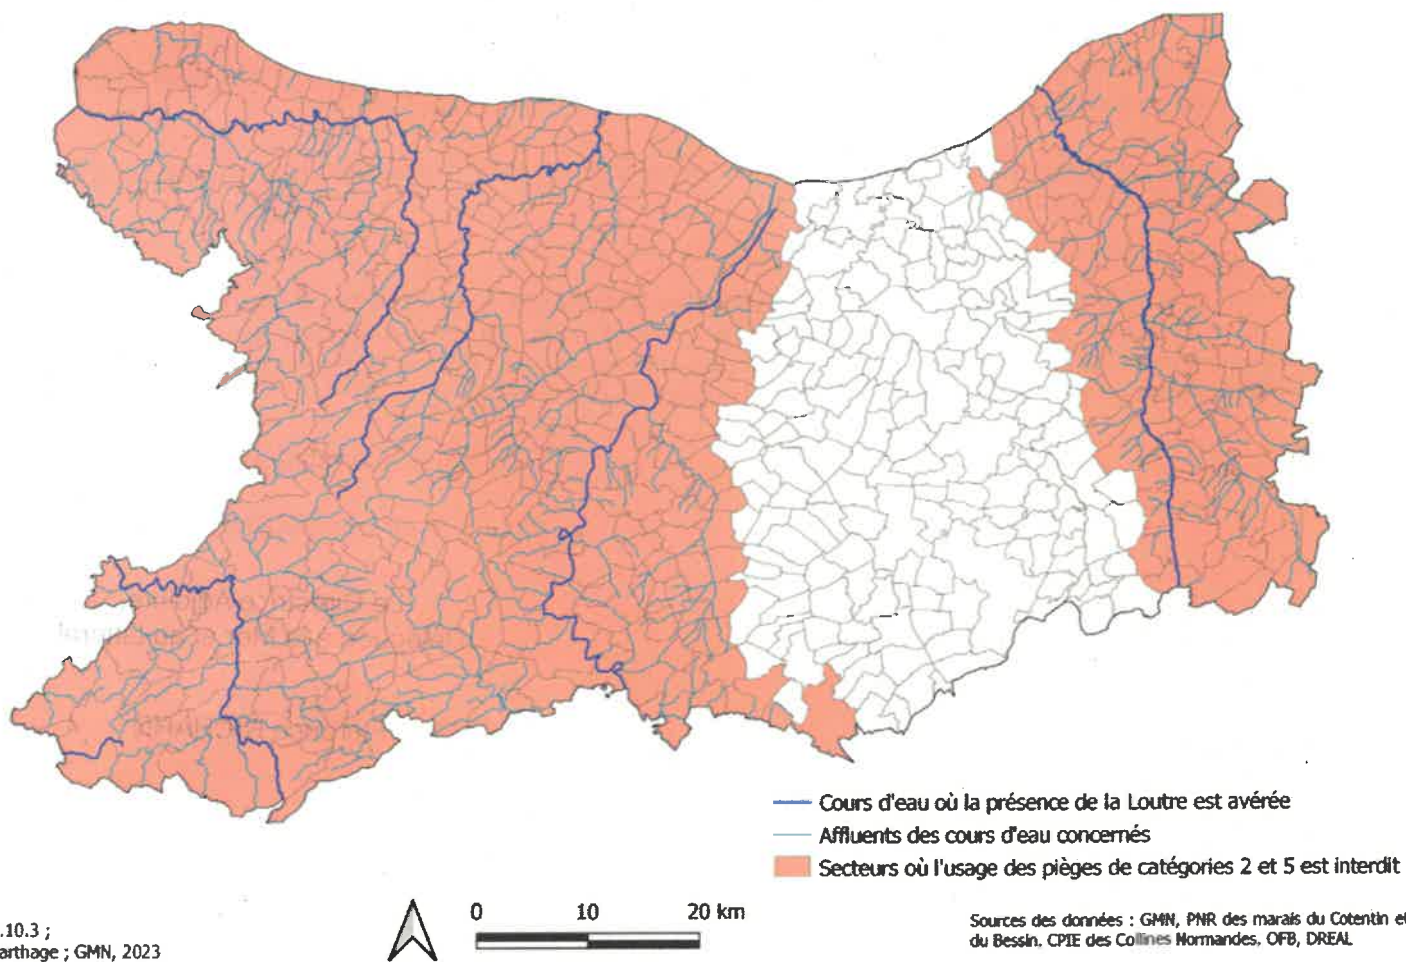 Cours d'eau où la présence de la Loutre est avérée
Affluents des cours d'eau concernés
Secteurs où l'usage des pièges de catégories 2 et 5 est interdit
0 10 20 km
.10.3 ;
arthage ; GMN, 2023
Sources des données : GMN, PNR des marais du Cotentin et
du Bessin, CPIE des Collines Normandes, OFB, DREAL